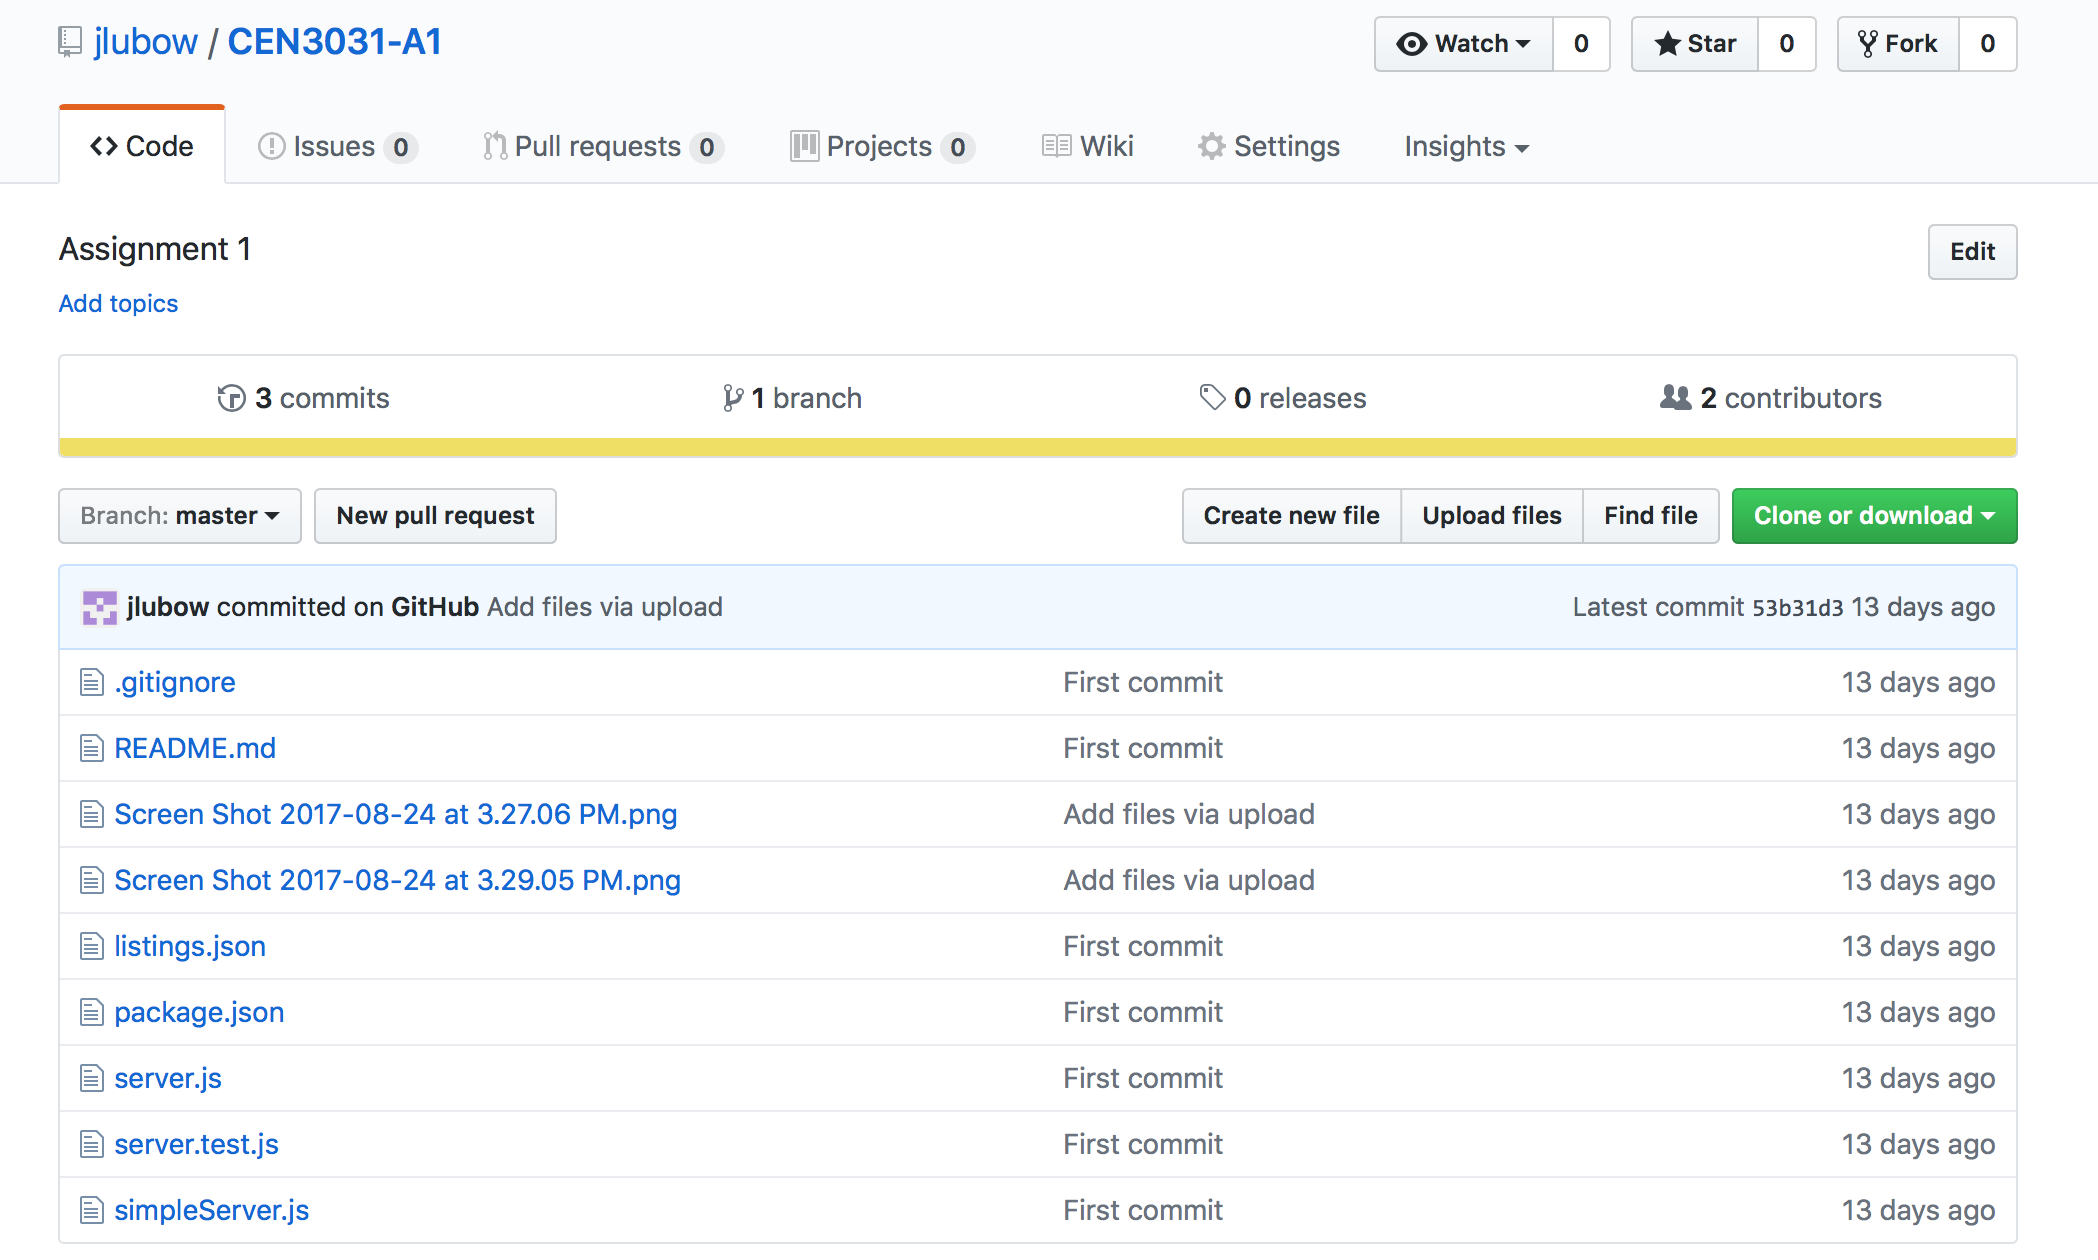 jlubow / CEN3031-A1 Watch 0 Star 0 Fork 0
Code Issues 0 Pull requests 0 Projects 0 Wiki Settings Insights
Assignment 1 Edit
Add topics
3 commits 1 branch 0 releases 2 contributors
Branch: master New pull request Create new file Upload files Find file Clone or download
jlubow committed on GitHub Add files via upload Latest commit 53b31d3 13 days ago
.gitignore First commit 13 days ago
README.md First commit 13 days ago
Screen Shot 2017-08-24 at 3.27.06 PM.png Add files via upload 13 days ago
Screen Shot 2017-08-24 at 3.29.05 PM.png Add files via upload 13 days ago
listings.json First commit 13 days ago
package.json First commit 13 days ago
server.js First commit 13 days ago
server.test.js First commit 13 days ago
simpleServer.js First commit 13 days ago